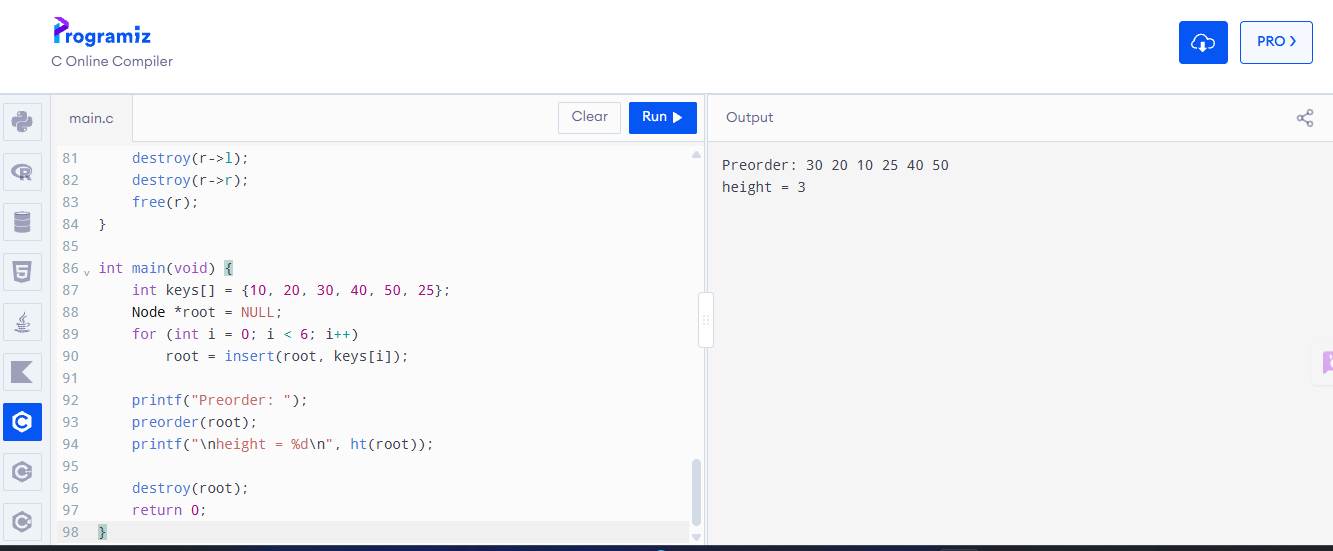 Programiz
C Online Compiler
PRO >
main.c
Clear
Run
Output
81 destroy(r->l);
82 destroy(r->r);
83 free(r);
84 }
85
86 int main(void) {
87 int keys[] = {10, 20, 30, 40, 50, 25};
88 Node *root = NULL;
89 for (int i = 0; i < 6; i++)
90 root = insert(root, keys[i]);
91
92 printf("Preorder: ");
93 preorder(root);
94 printf("\nheight = %d\n", ht(root));
95
96 destroy(root);
97 return 0;
98 }
Preorder: 30 20 10 25 40 50
height = 3